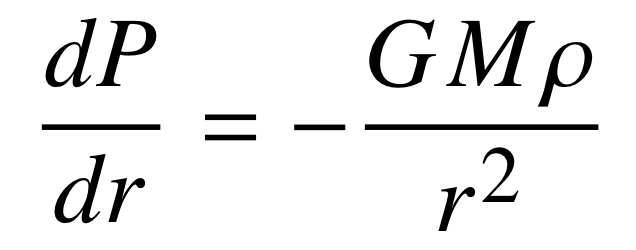 dP/dr = −GMρ/r²